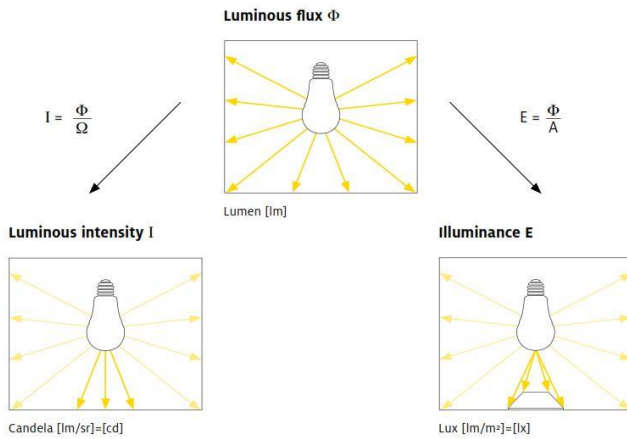 Luminous flux Φ
I = Φ/Ω
E = Φ/A
Lumen [lm]
Luminous intensity I
Illuminance E
Candela [lm/sr]=[cd]
Lux [lm/m²]=[lx]